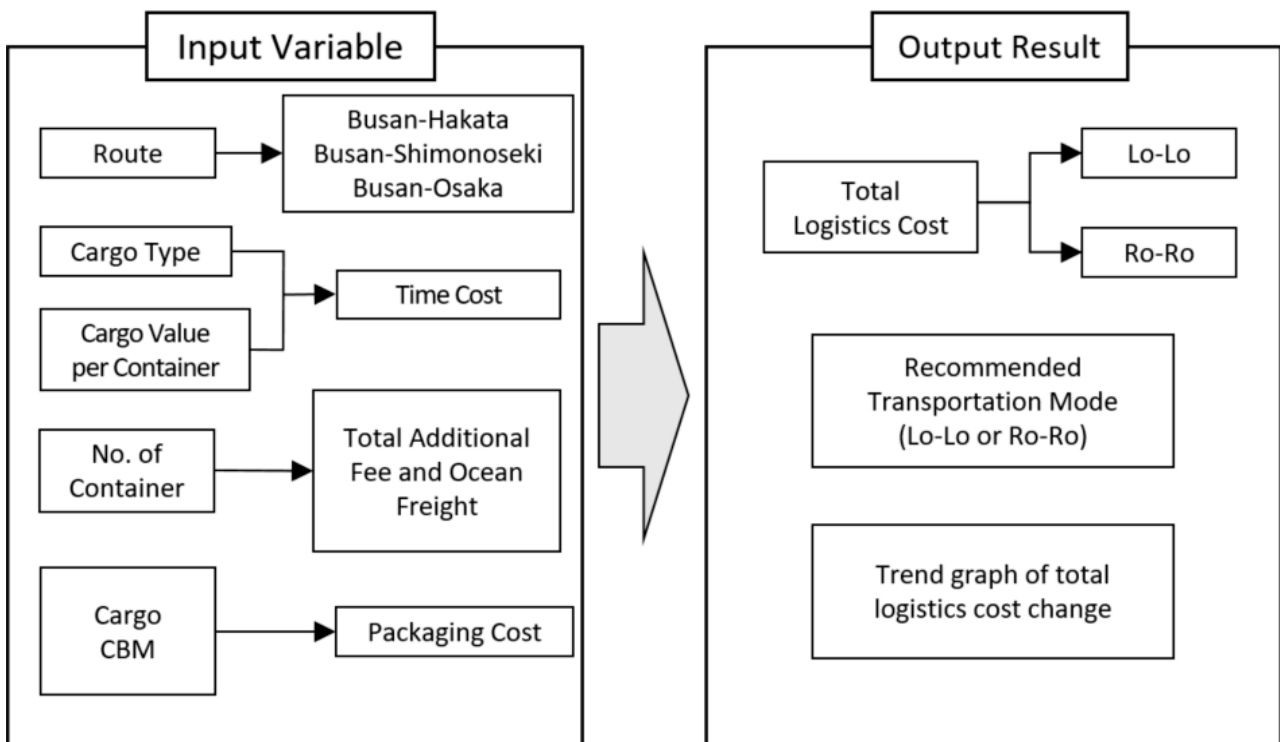 Input Variable
Route
Busan-Hakata
Busan-Shimonoseki
Busan-Osaka
Cargo Type
Time Cost
Cargo Value
per Container
No. of
Container
Total Additional
Fee and Ocean
Freight
Cargo
CBM
Packaging Cost
Output Result
Total
Logistics Cost
Lo-Lo
Ro-Ro
Recommended
Transportation Mode
(Lo-Lo or Ro-Ro)
Trend graph of total
logistics cost change